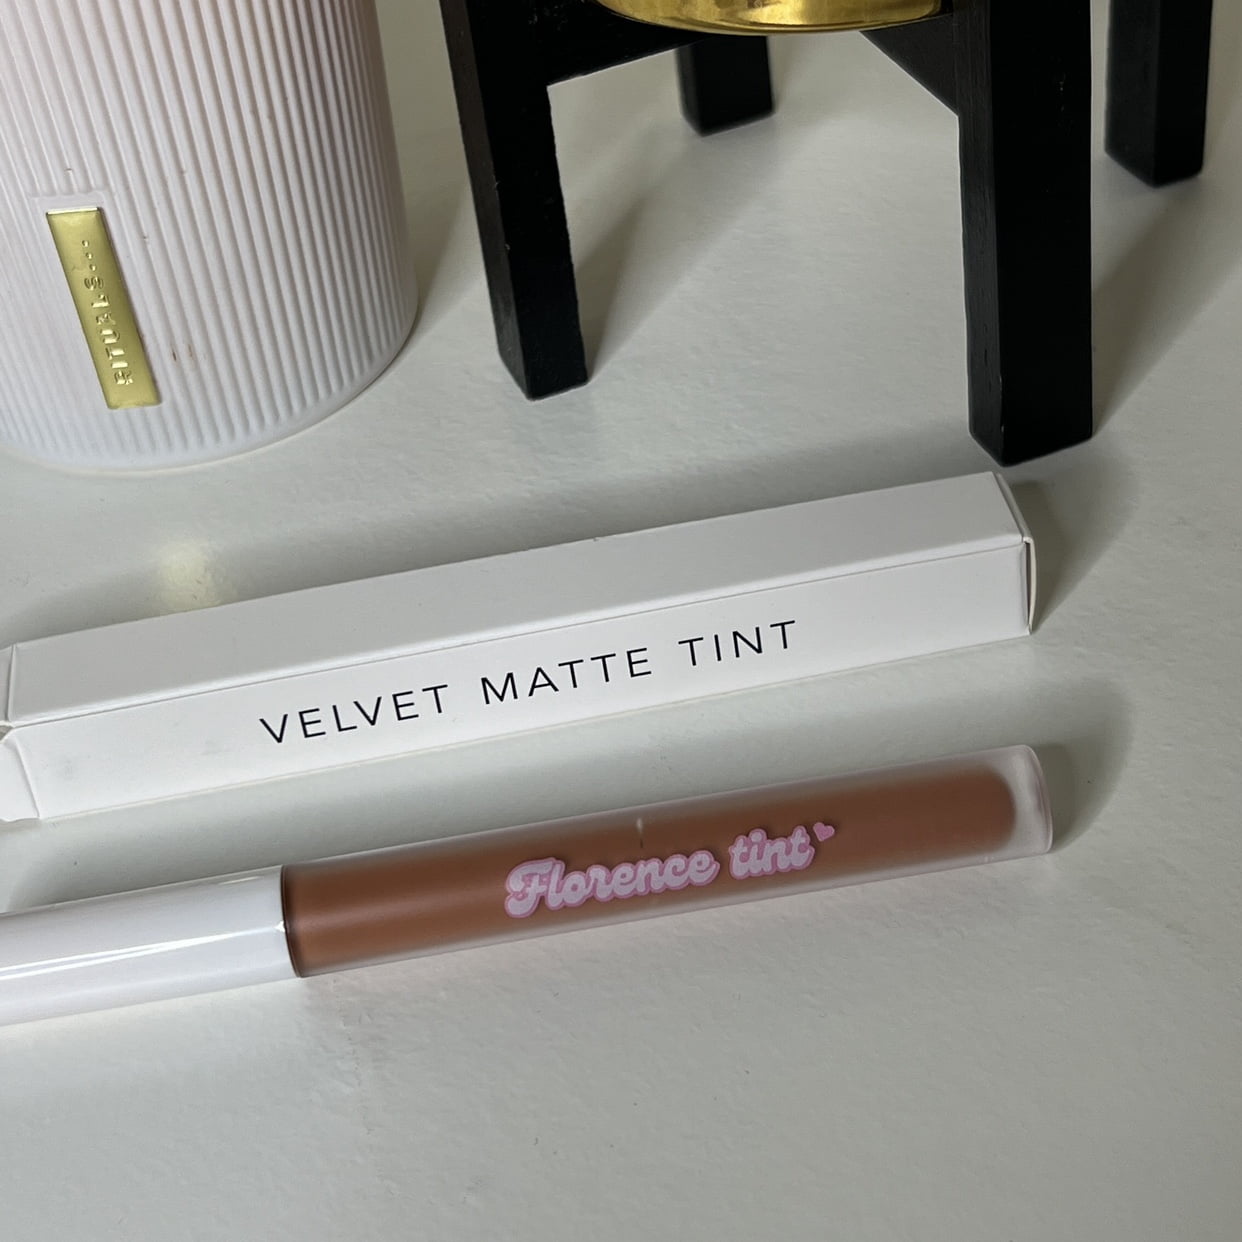 RITUALS...
VELVET MATTE TINT
Florence tint